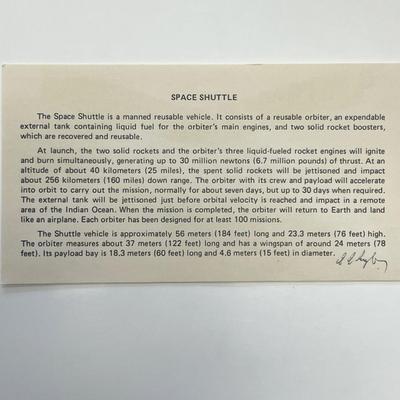 SPACE SHUTTLE
The Space Shuttle is a manned reusable vehicle. It consists of a reusable orbiter, an expendable
external tank containing liquid fuel for the orbiter's main engines, and two solid rocket boosters,
which are recovered and reusable.
At launch, the two solid rockets and the orbiter's three liquid-fueled rocket engines will ignite
and burn simultaneously, generating up to 30 million newtons (6.7 million pounds) of thrust. At an
altitude of about 40 kilometers (25 miles), the spent solid rockets will be jettisoned and impact
about 256 kilometers (160 miles) down range. The orbiter with its crew and payload will accelerate
into orbit to carry out the mission, normally for about seven days, but up to 30 days when required.
The external tank will be jettisoned just before orbital velocity is reached and impact in a remote
area of the Indian Ocean. When the mission is completed, the orbiter will return to Earth and land
like an airplane. Each orbiter has been designed for at least 100 missions.
The Shuttle vehicle is approximately 56 meters (184 feet) long and 23.3 meters (76 feet) high.
The orbiter measures about 37 meters (122 feet) long and has a wingspan of around 24 meters (78
feet). Its payload bay is 18.3 meters (60 feet) long and 4.6 meters (15 feet) in diameter.